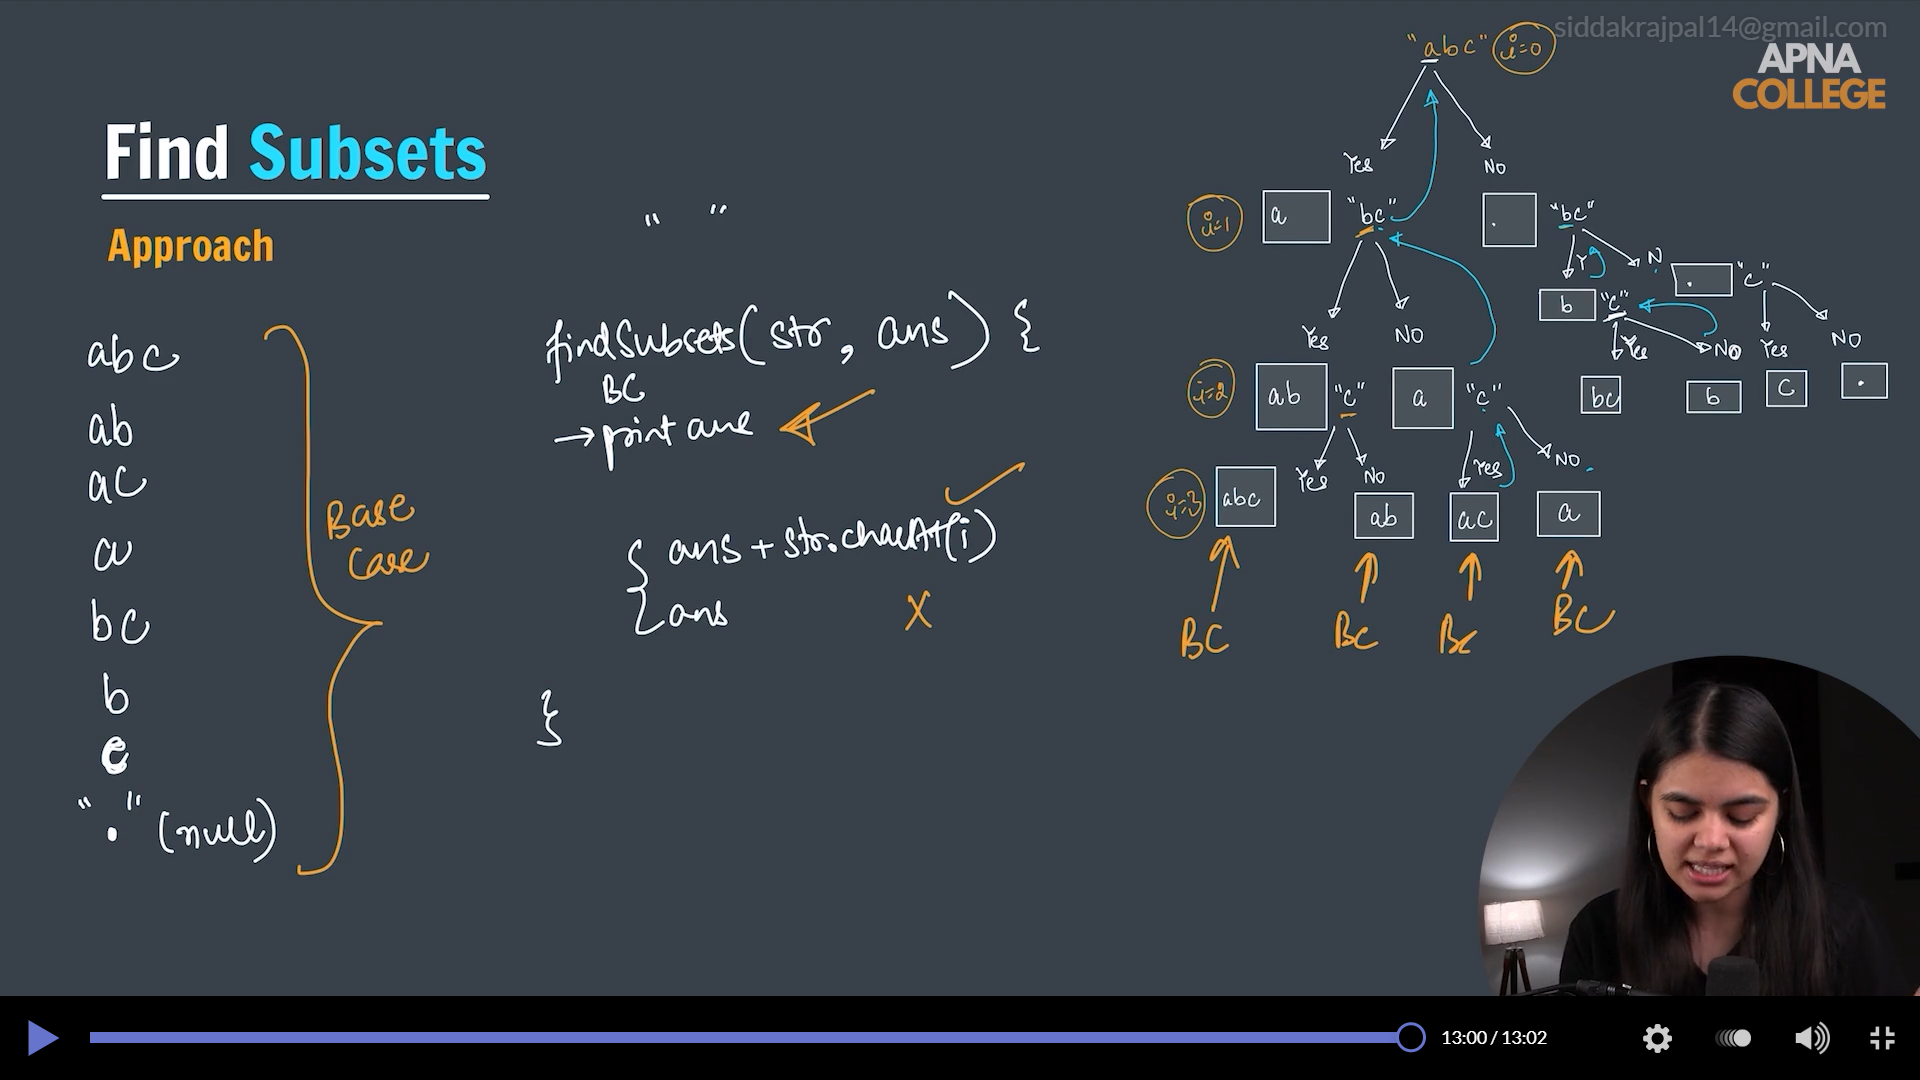 siddakrajpal14@gmail.com
APNA
COLLEGE
Find Subsets
Approach
abc
ab
ac
a
bc
b
c
" . " (null)
Base
Case
" "
findSubsets(str, ans) {
BC
→ print ans
ans + str.charAt(i)
ans X
}
"abc" i=0
Yes No
i=1 a "bc" . "bc"
Y N
b "c" . "c"
Yes No Yes No
bc b c .
Yes No
i=2 ab "c" a "c"
Yes No Yes No
i=3 abc ab ac a
BC BC BC BC
13:00 / 13:02